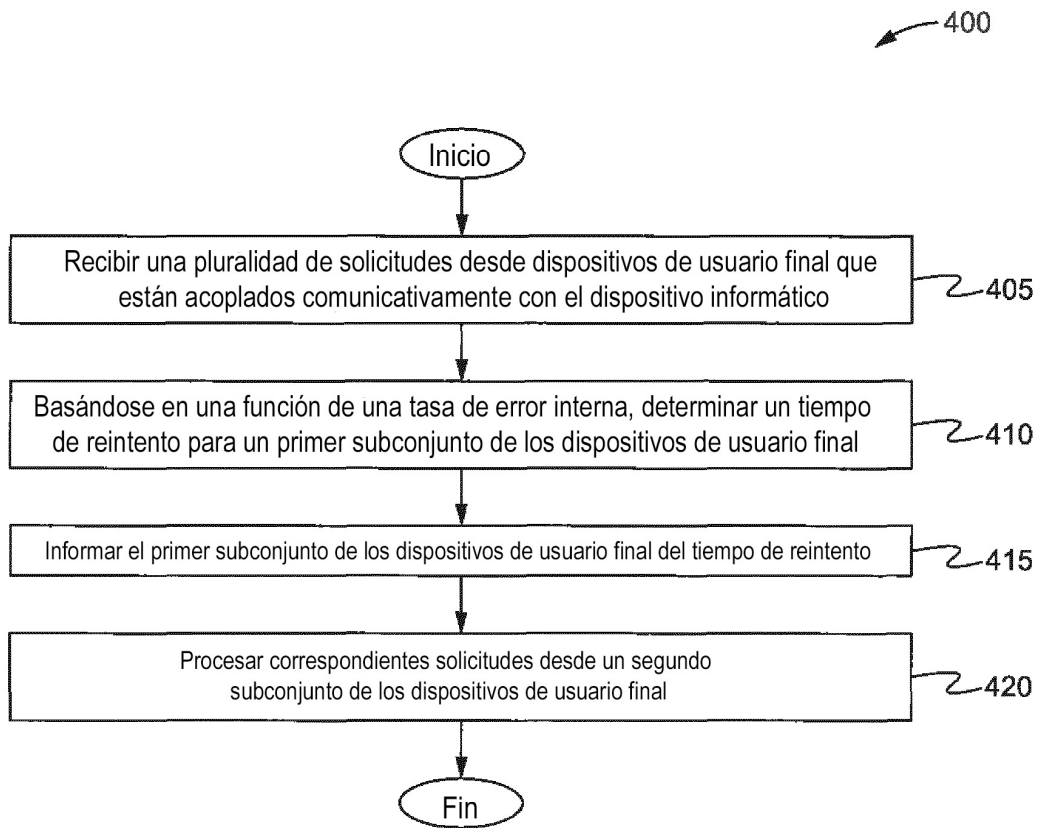 400
Inicio
Recibir una pluralidad de solicitudes desde dispositivos de usuario final que
están acoplados comunicativamente con el dispositivo informático
405
Basándose en una función de una tasa de error interna, determinar un tiempo
de reintento para un primer subconjunto de los dispositivos de usuario final
410
Informar el primer subconjunto de los dispositivos de usuario final del tiempo de reintento
415
Procesar correspondientes solicitudes desde un segundo
subconjunto de los dispositivos de usuario final
420
Fin